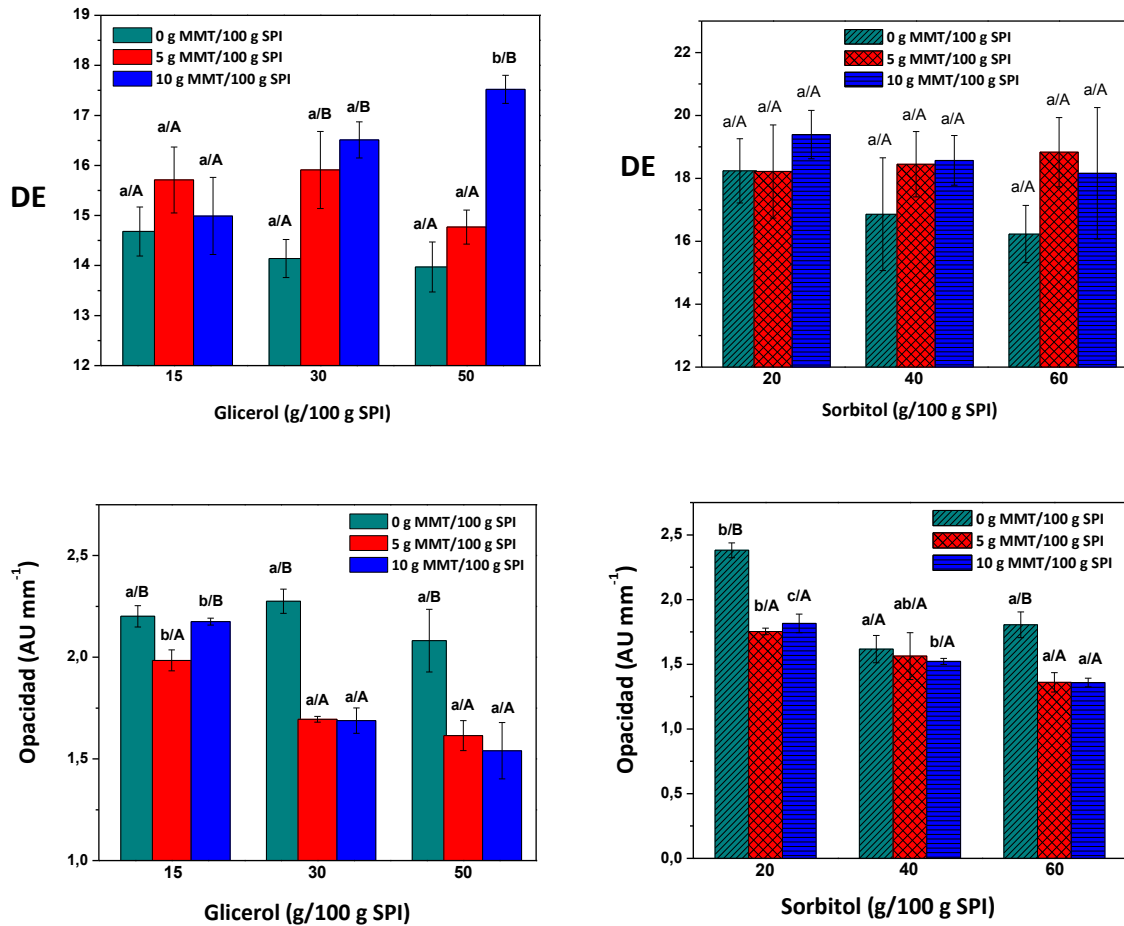 19
18
17
16
15
14
13
12
DE
0 g MMT/100 g SPI
5 g MMT/100 g SPI
10 g MMT/100 g SPI
a/A
a/A
a/A
a/A
a/B
a/B
a/A
a/A
b/B
15
30
50
Glicerol (g/100 g SPI)
22
20
18
16
14
12
DE
0 g MMT/100 g SPI
5 g MMT/100 g SPI
10 g MMT/100 g SPI
a/A
a/A
a/A
a/A
a/A
a/A
a/A
a/A
a/A
20
40
60
Sorbitol (g/100 g SPI)
2,5
2,0
1,5
1,0
Opacidad (AU mm-1)
0 g MMT/100 g SPI
5 g MMT/100 g SPI
10 g MMT/100 g SPI
a/B
b/A
b/B
a/B
a/A
a/A
a/B
a/A
a/A
15
30
50
Glicerol (g/100 g SPI)
2,5
2,0
1,5
1,0
0,5
0,0
Opacidad (AU mm-1)
0 g MMT/100 g SPI
5 g MMT/100 g SPI
10 g MMT/100 g SPI
b/B
b/A
c/A
a/A
ab/A
b/A
a/B
a/A
a/A
20
40
60
Sorbitol (g/100 g SPI)